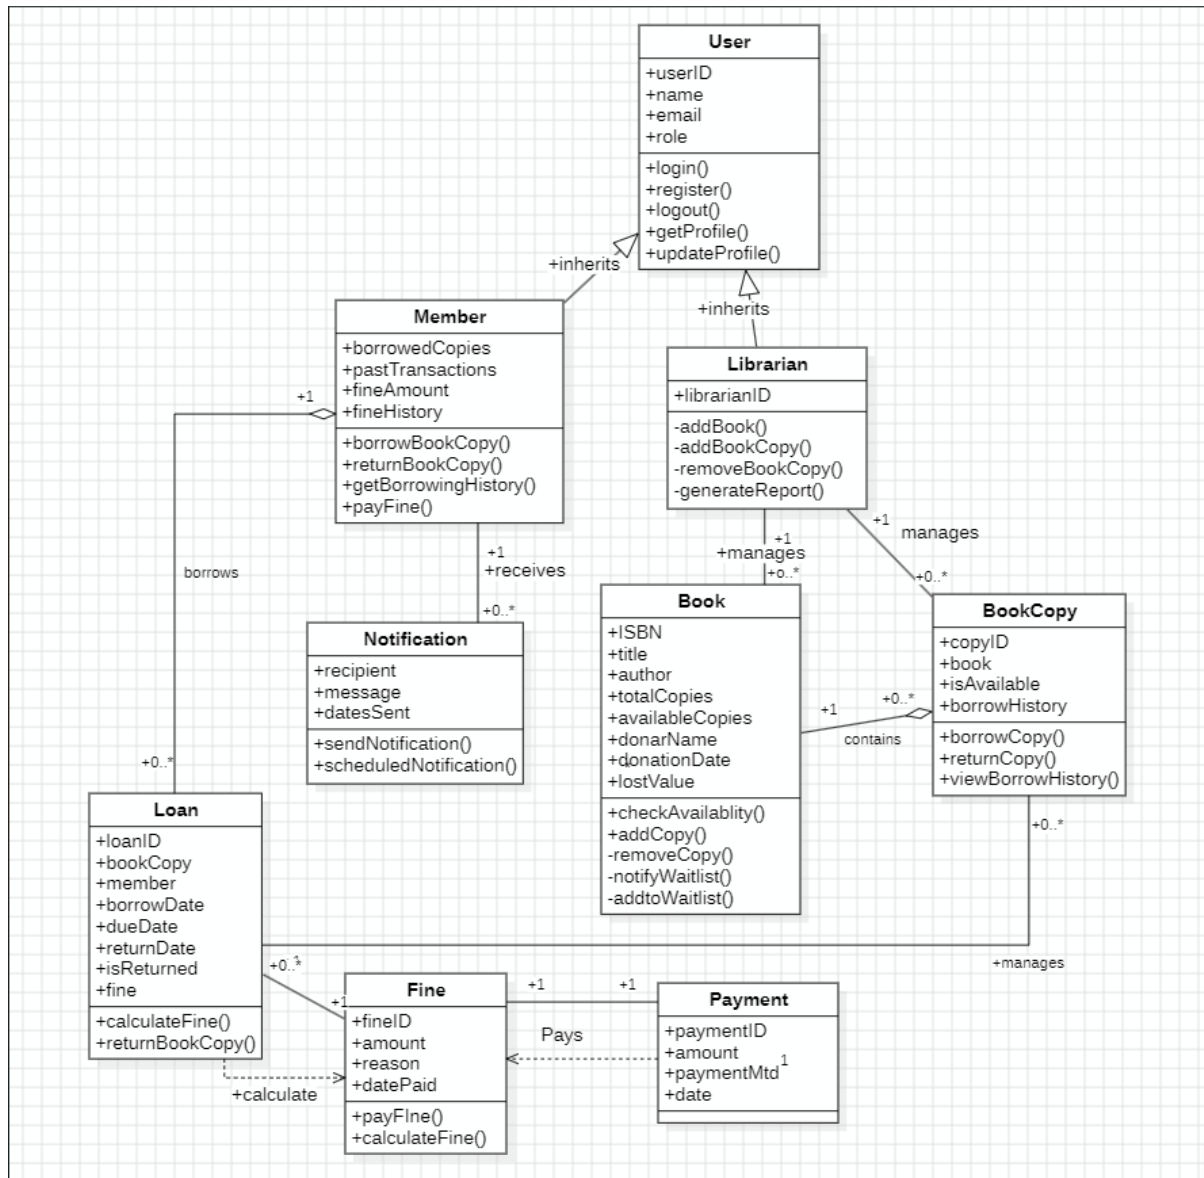 User
+userID
+name
+email
+role
+login()
+register()
+logout()
+getProfile()
+updateProfile()
+inherits
+inherits
Member
+borrowedCopies
+pastTransactions
+fineAmount
+fineHistory
+borrowBookCopy()
+returnBookCopy()
+getBorrowingHistory()
+payFine()
Librarian
+librarianID
-addBook()
-addBookCopy()
-removeBookCopy()
-generateReport()
+1
borrows
+0..*
+1
+receives
+0..*
+1
+manages
+0..*
+1
manages
+0..*
Notification
+recipient
+message
+datesSent
+sendNotification()
+scheduledNotification()
Book
+ISBN
+title
+author
+totalCopies
+availableCopies
+donarName
+donationDate
+lostValue
+checkAvailablity()
+addCopy()
-removeCopy()
-notifyWaitlist()
-addtoWaitlist()
+1
contains
+0..*
BookCopy
+copyID
+book
+isAvailable
+borrowHistory
+borrowCopy()
+returnCopy()
+viewBorrowHistory()
+0..*
+manages
Loan
+loanID
+bookCopy
+member
+borrowDate
+dueDate
+returnDate
+isReturned
+fine
+calculateFine()
+returnBookCopy()
+0..*
1
+1
+calculate
Fine
+fineID
+amount
+reason
+datePaid
+payFIne()
+calculateFine()
+1
+1
Pays
Payment
+paymentID
+amount
+paymentMtd
1
+date